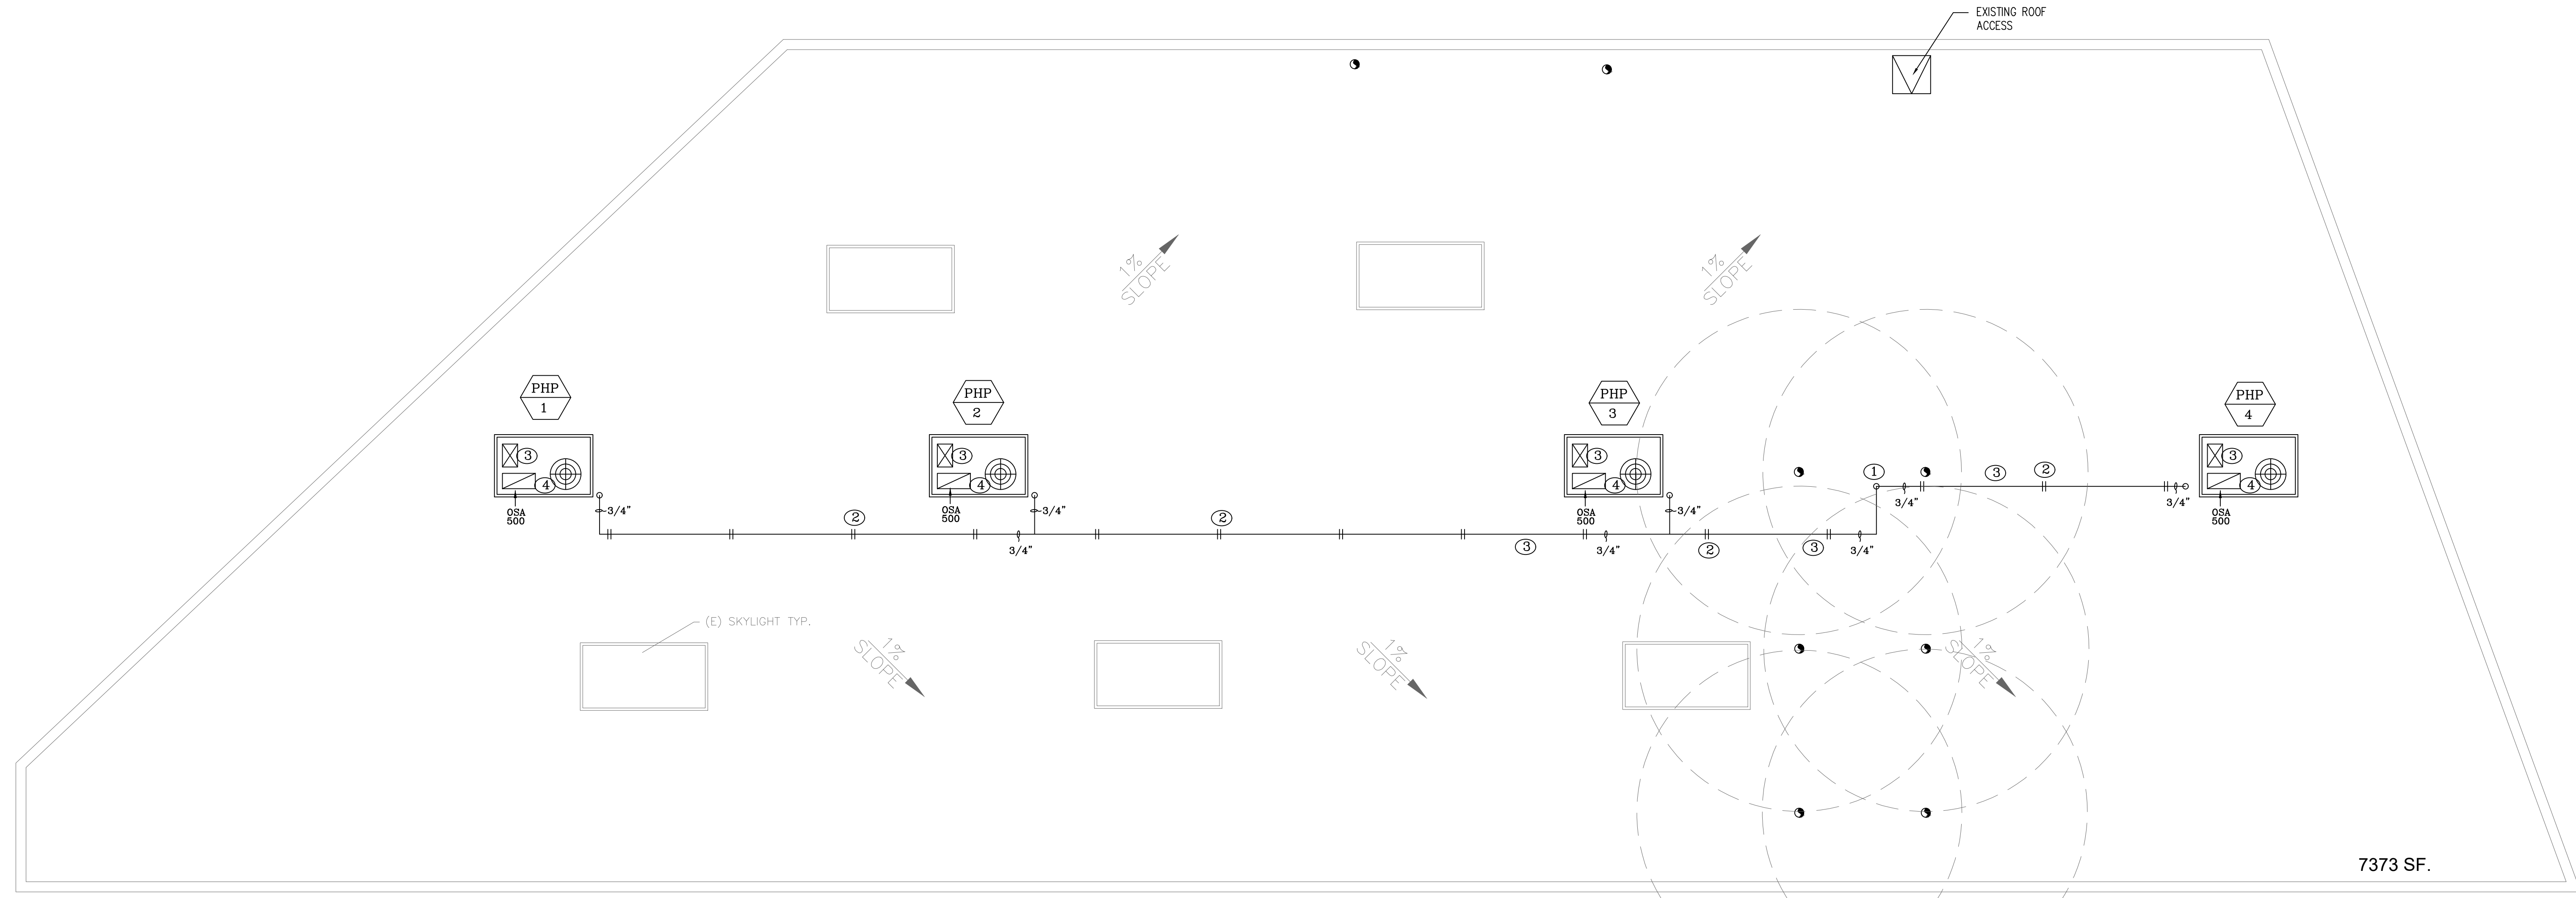 EXISTING ROOF
ACCESS
1%
SLOPE
1%
SLOPE
PHP
1
PHP
2
PHP
3
PHP
4
3
4
OSA
500
3/4"
3
4
OSA
500
3/4"
3
4
OSA
500
3/4"
3
4
OSA
500
1
3
2
3/4"
3/4"
2
2
3/4"
3
3/4"
2
3
3/4"
(E) SKYLIGHT TYP.
1%
SLOPE
1%
SLOPE
1%
SLOPE
7373 SF.